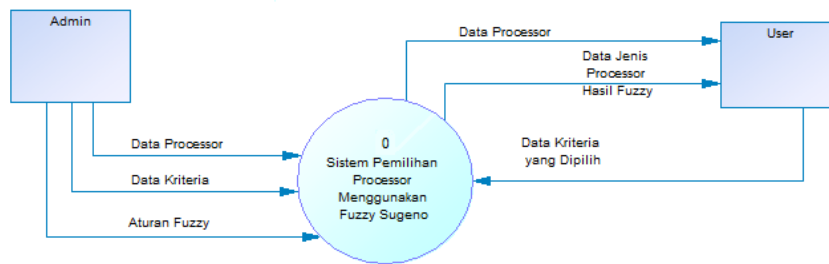 Admin
Data Processor
User
Data Jenis
Processor
Hasil Fuzzy
0
Sistem Pemilihan
Processor
Menggunakan
Fuzzy Sugeno
Data Processor
Data Kriteria
Aturan Fuzzy
Data Kriteria
yang Dipilih